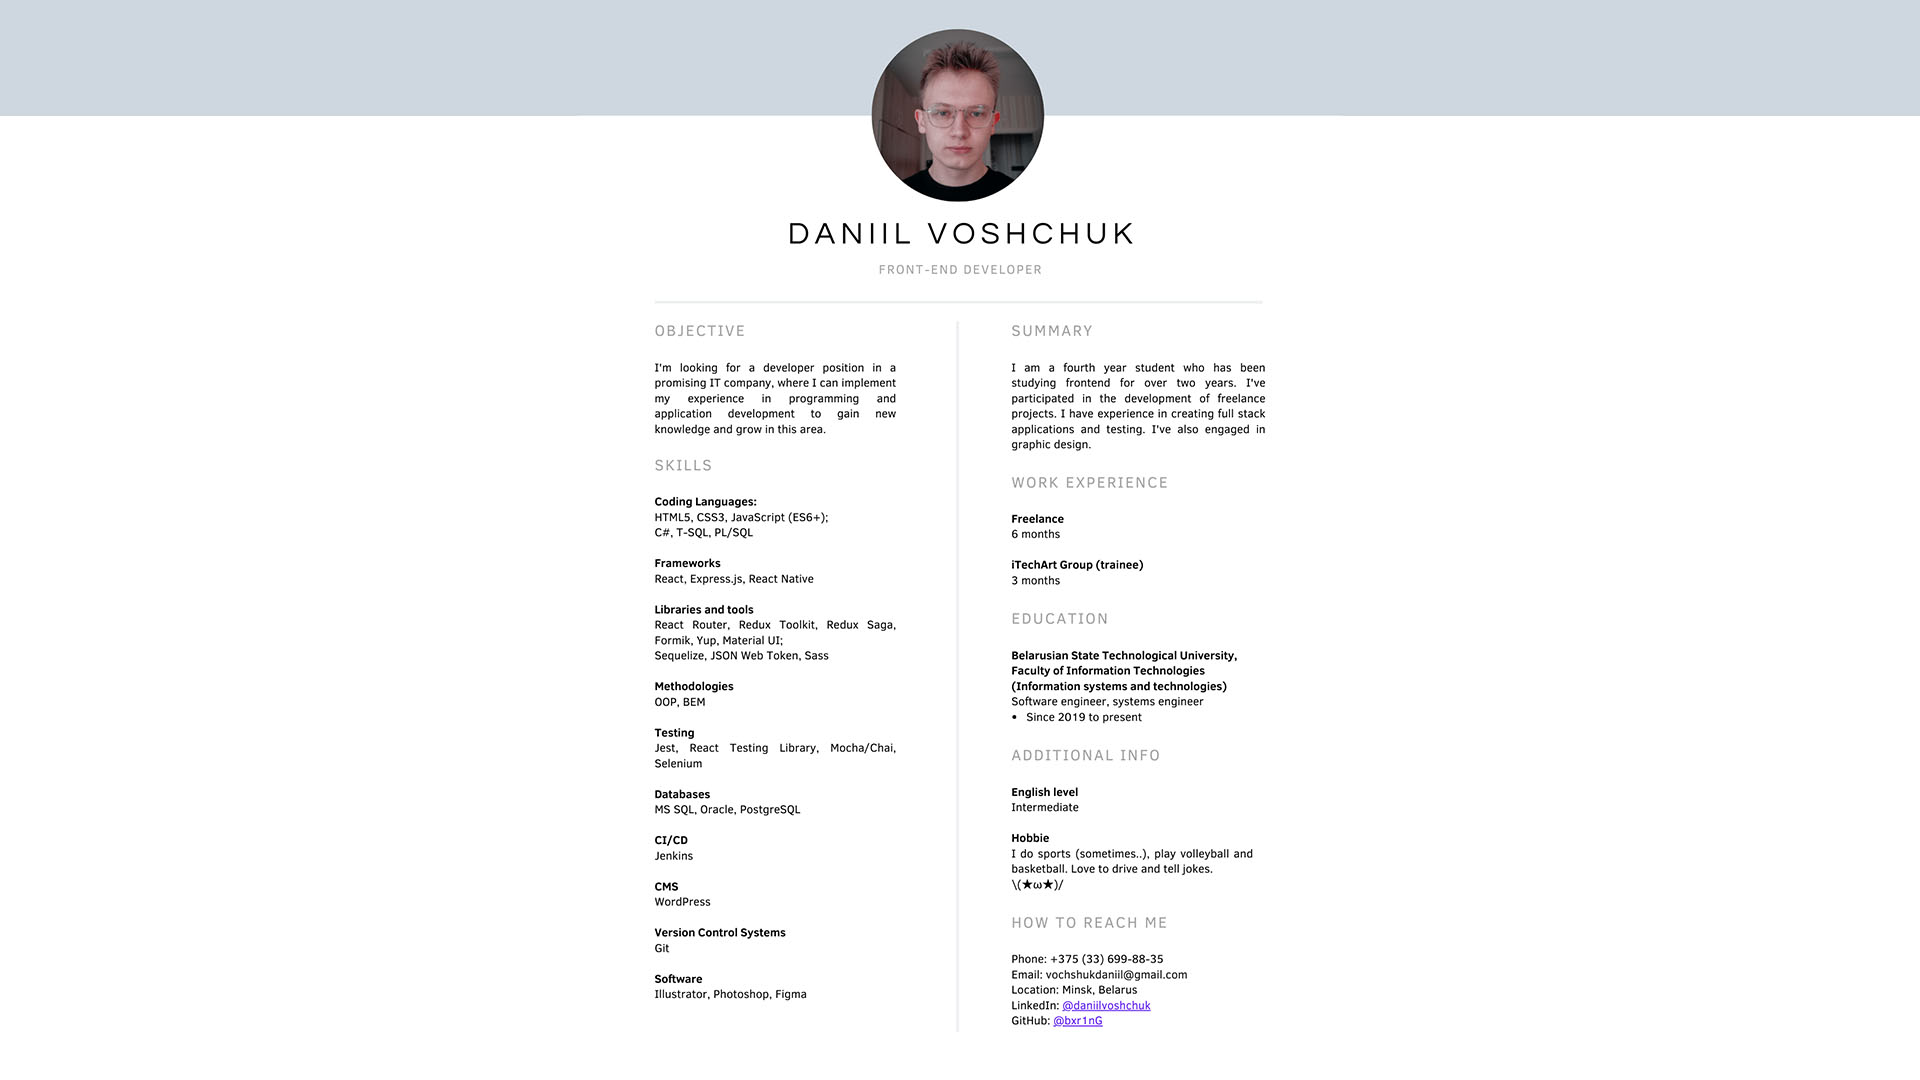 DANIIL VOSHCHUK
FRONT-END DEVELOPER
OBJECTIVE
I'm looking for a developer position in a
promising IT company, where I can implement
my experience in programming and
application development to gain new
knowledge and grow in this area.
SKILLS
Coding Languages:
HTML5, CSS3, JavaScript (ES6+);
C#, T-SQL, PL/SQL
Frameworks
React, Express.js, React Native
Libraries and tools
React Router, Redux Toolkit, Redux Saga,
Formik, Yup, Material UI;
Sequelize, JSON Web Token, Sass
Methodologies
OOP, BEM
Testing
Jest, React Testing Library, Mocha/Chai,
Selenium
Databases
MS SQL, Oracle, PostgreSQL
CI/CD
Jenkins
CMS
WordPress
Version Control Systems
Git
Software
Illustrator, Photoshop, Figma
SUMMARY
I am a fourth year student who has been
studying frontend for over two years. I've
participated in the development of freelance
projects. I have experience in creating full stack
applications and testing. I've also engaged in
graphic design.
WORK EXPERIENCE
Freelance
6 months
iTechArt Group (trainee)
3 months
EDUCATION
Belarusian State Technological University,
Faculty of Information Technologies
(Information systems and technologies)
Software engineer, systems engineer
• Since 2019 to present
ADDITIONAL INFO
English level
Intermediate
Hobbie
I do sports (sometimes..), play volleyball and
basketball. Love to drive and tell jokes.
\(★ω★)/
HOW TO REACH ME
Phone: +375 (33) 699-88-35
Email: vochshukdaniil@gmail.com
Location: Minsk, Belarus
LinkedIn: @daniilvoshchuk
GitHub: @bxr1nG